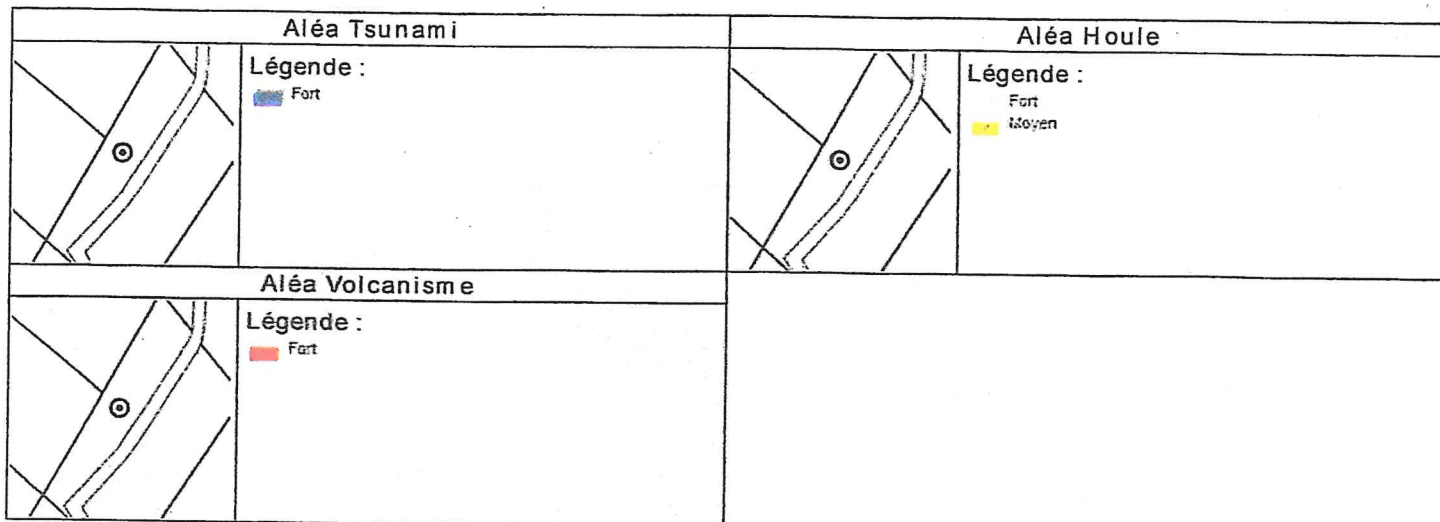 Aléa Tsunami
Légende :
Fort
Aléa Houle
Légende :
Fort
Moyen
Aléa Volcanisme
Légende :
Fort